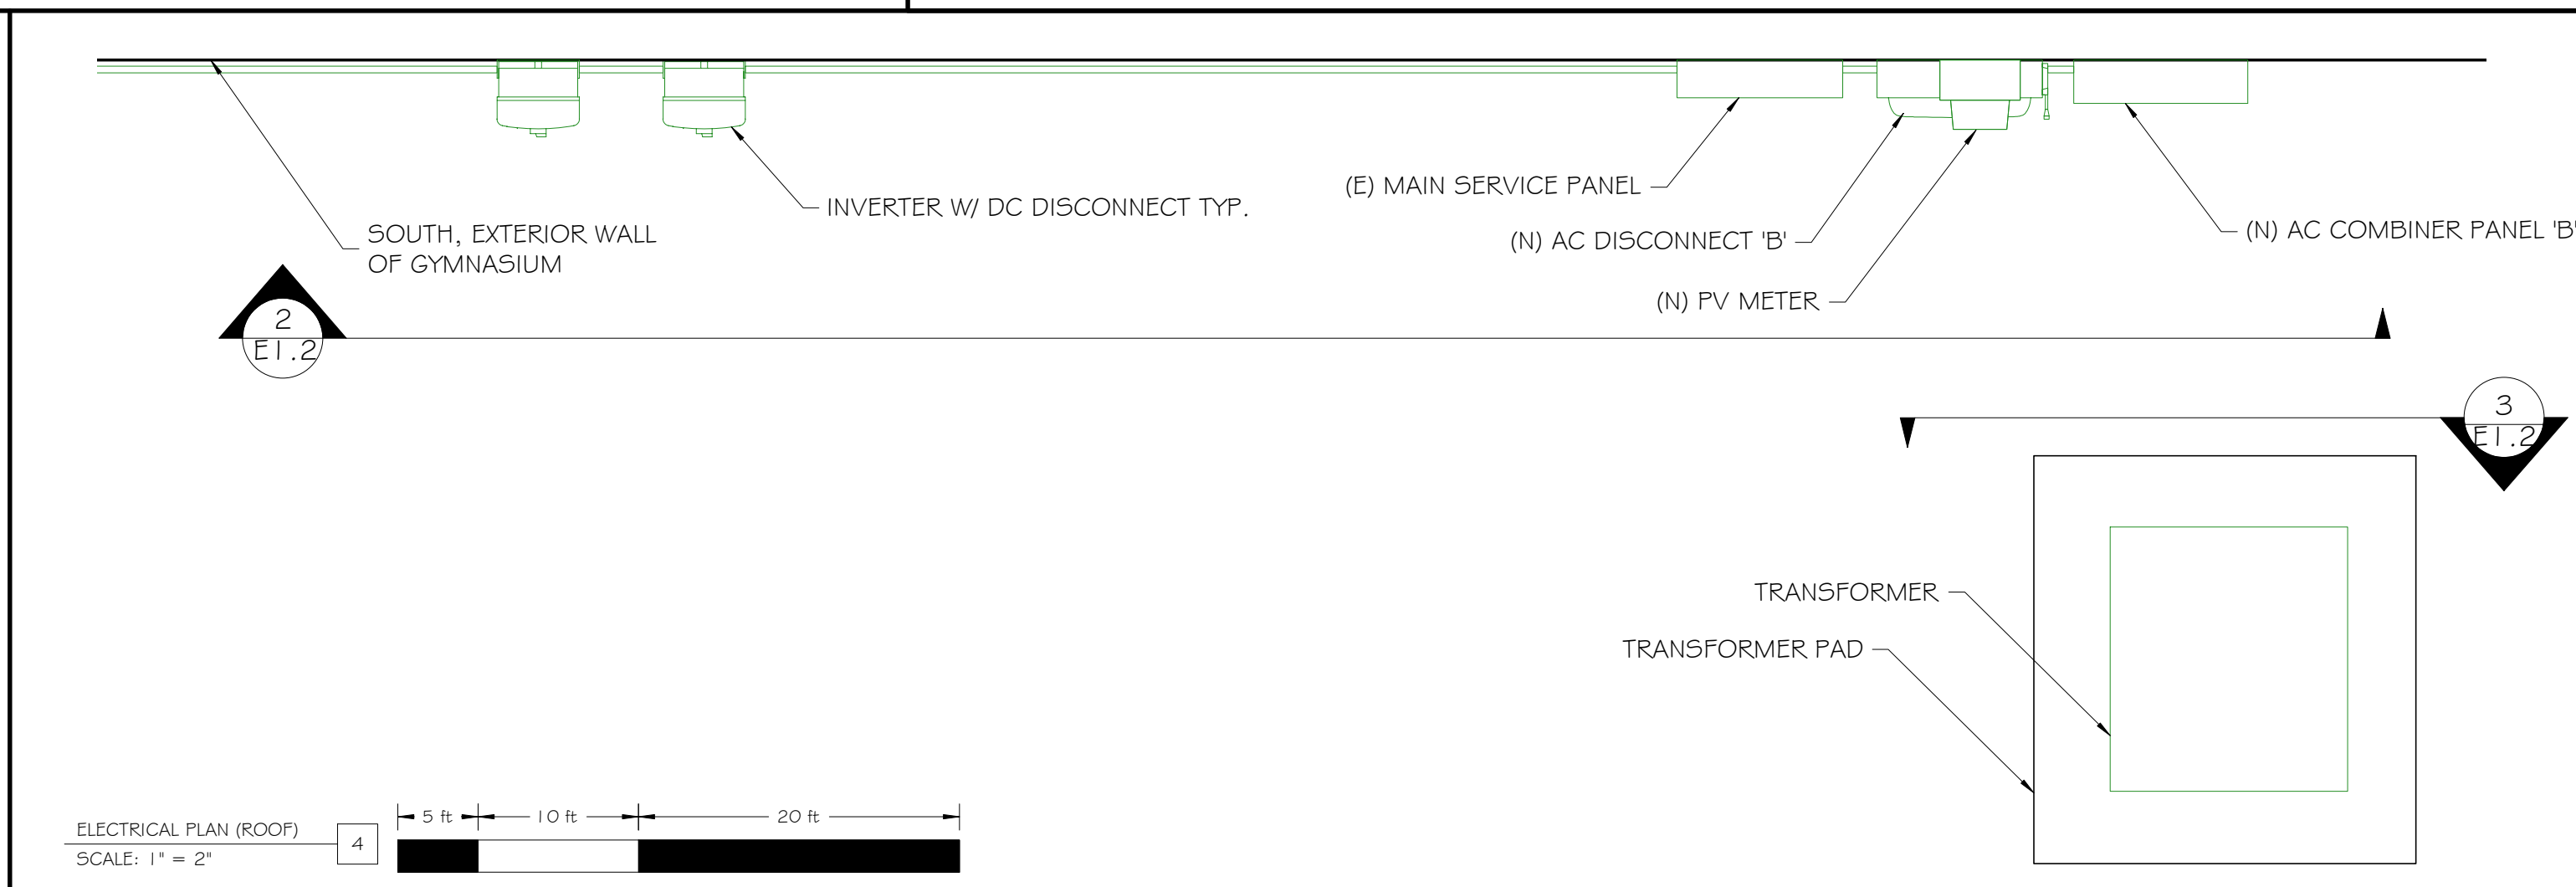 SOUTH, EXTERIOR WALL
OF GYMNASIUM
INVERTER W/ DC DISCONNECT TYP.
(E) MAIN SERVICE PANEL
(N) AC DISCONNECT 'B'
(N) PV METER
(N) AC COMBINER PANEL 'B'
2
E1.2
3
E1.2
TRANSFORMER
TRANSFORMER PAD
ELECTRICAL PLAN (ROOF)
SCALE: 1" = 2"
4
5 ft
10 ft
20 ft